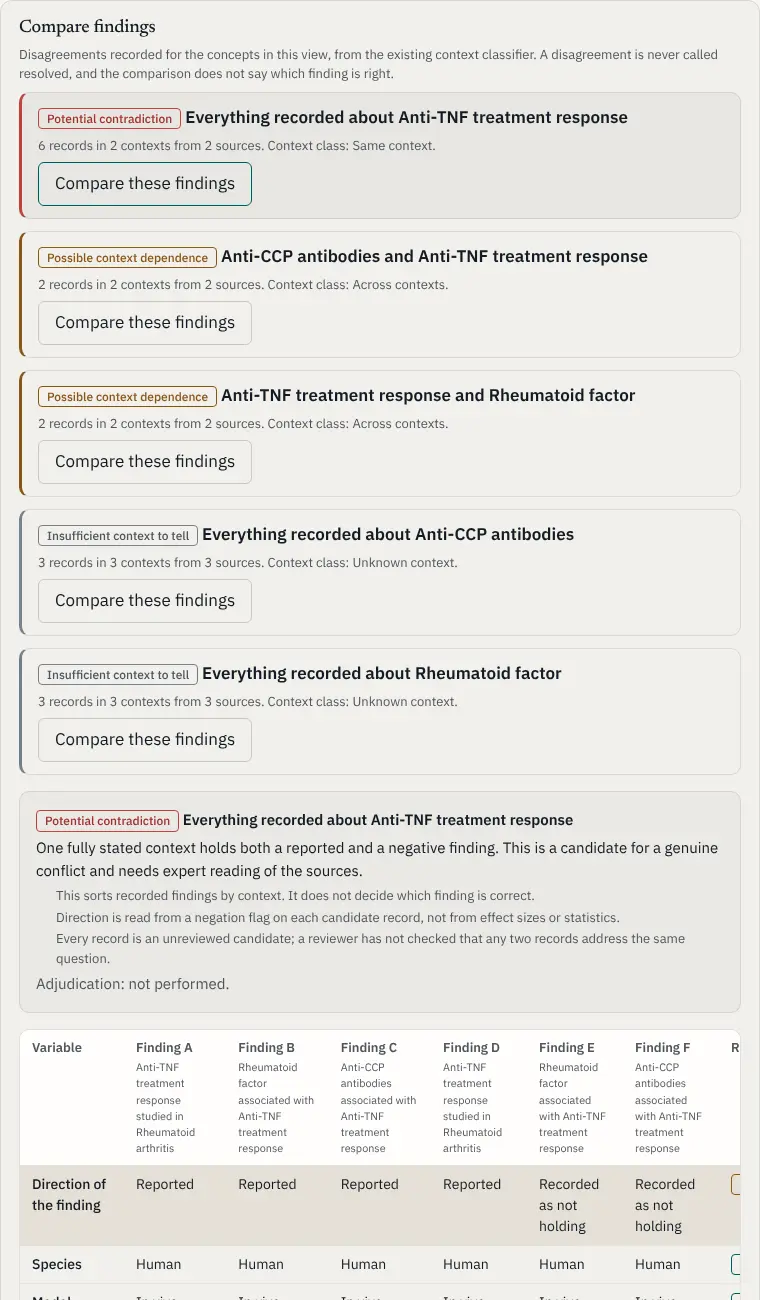 Compare findings
Disagreements recorded for the concepts in this view, from the existing context classifier. A disagreement is never called
resolved, and the comparison does not say which finding is right.
Potential contradiction Everything recorded about Anti-TNF treatment response
6 records in 2 contexts from 2 sources. Context class: Same context.
Compare these findings
Possible context dependence Anti-CCP antibodies and Anti-TNF treatment response
2 records in 2 contexts from 2 sources. Context class: Across contexts.
Compare these findings
Possible context dependence Anti-TNF treatment response and Rheumatoid factor
2 records in 2 contexts from 2 sources. Context class: Across contexts.
Compare these findings
Insufficient context to tell Everything recorded about Anti-CCP antibodies
3 records in 3 contexts from 3 sources. Context class: Unknown context.
Compare these findings
Insufficient context to tell Everything recorded about Rheumatoid factor
3 records in 3 contexts from 3 sources. Context class: Unknown context.
Compare these findings
Potential contradiction Everything recorded about Anti-TNF treatment response
One fully stated context holds both a reported and a negative finding. This is a candidate for a genuine
conflict and needs expert reading of the sources.
This sorts recorded findings by context. It does not decide which finding is correct.
Direction is read from a negation flag on each candidate record, not from effect sizes or statistics.
Every record is an unreviewed candidate; a reviewer has not checked that any two records address the same
question.
Adjudication: not performed.
Variable Finding A Finding B Finding C Finding D Finding E Finding F R
Anti-TNF Rheumatoid Anti-CCP Anti-TNF Rheumatoid Anti-CCP
treatment factor antibodies treatment factor antibodies
response associated with associated with response associated associated
studied in Anti-TNF Anti-TNF studied in with Anti-TNF with Anti-TNF
Rheumatoid treatment treatment Rheumatoid treatment treatment
arthritis response response arthritis response response
Direction of Reported Reported Reported Reported Recorded Recorded
the finding as not as not
holding holding
Species Human Human Human Human Human Human